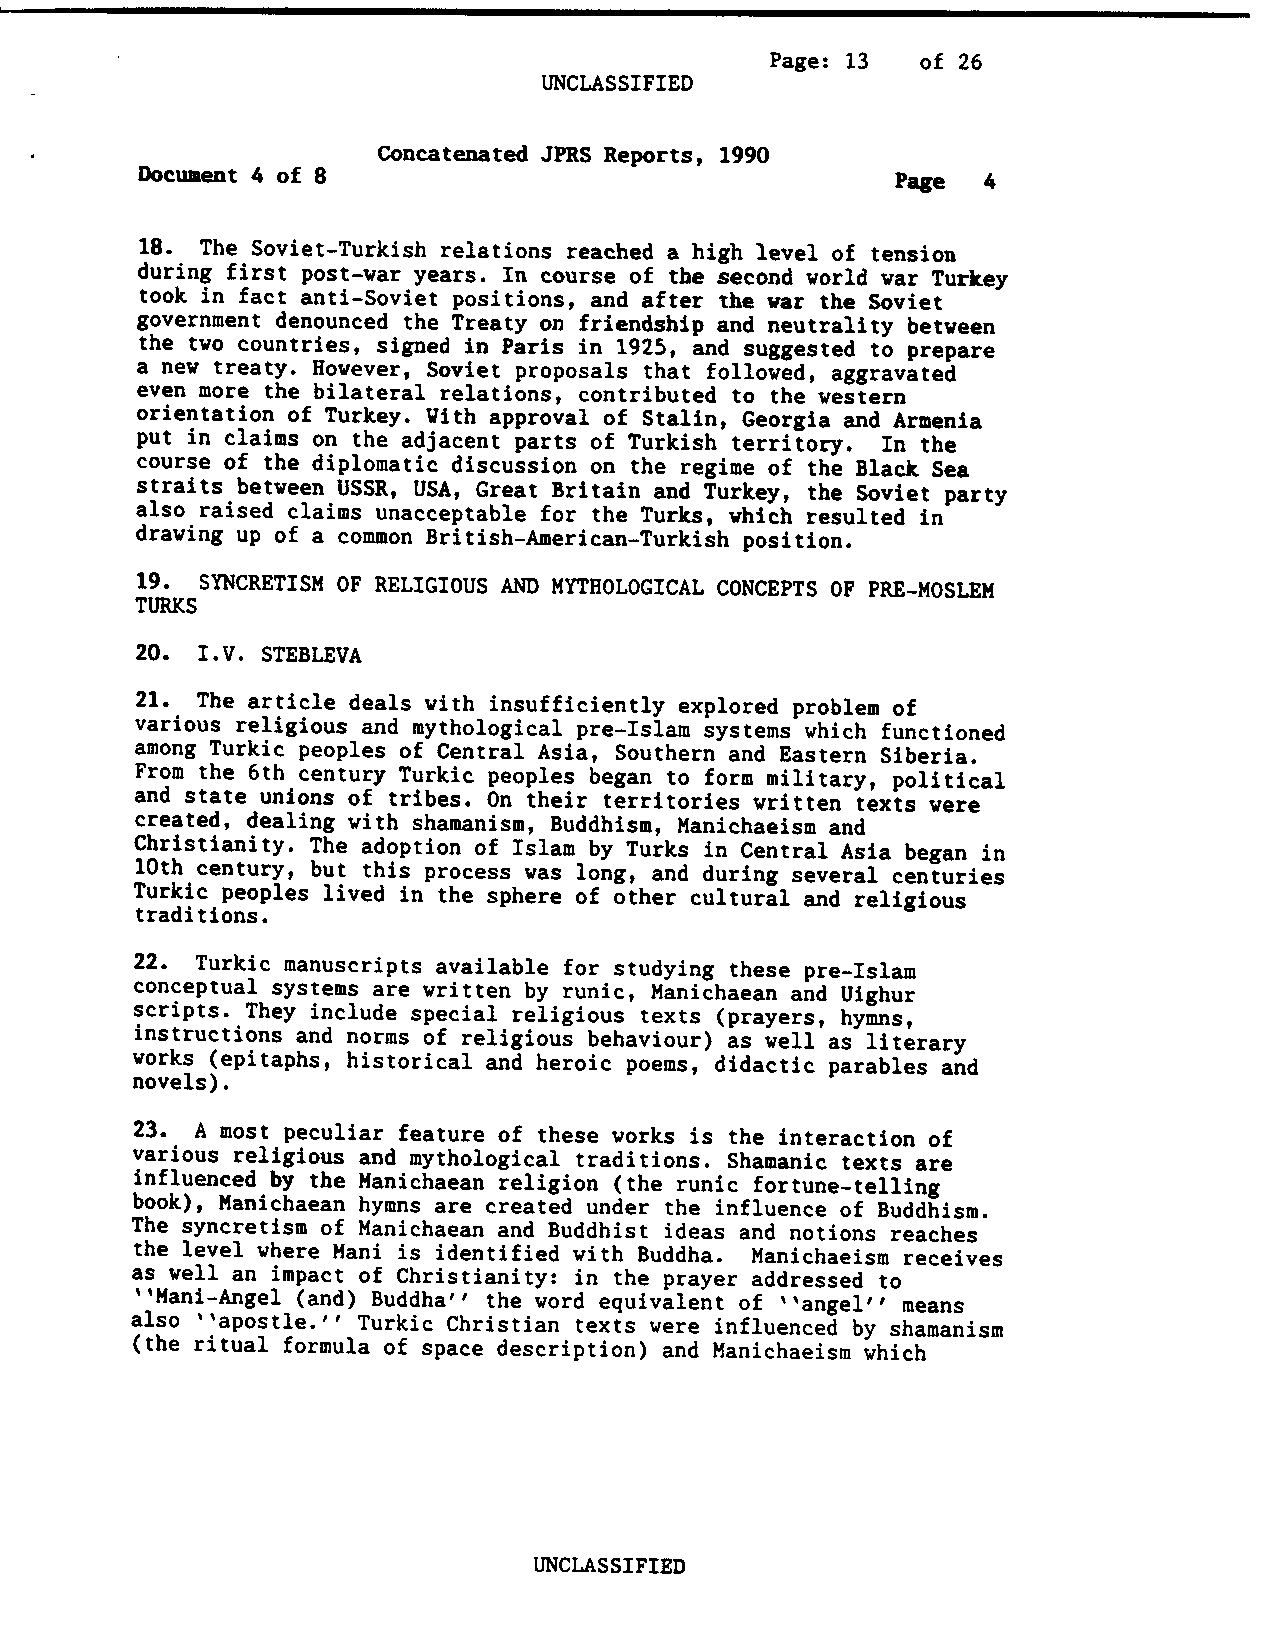 Page: 13 of 26
UNCLASSIFIED
Concatenated JPRS Reports, 1990
Document 4 of 8
Page 4
18. The Soviet-Turkish relations reached a high level of tension
during first post-war years. In course of the second world war Turkey
took in fact anti-Soviet positions, and after the war the Soviet
government denounced the Treaty on friendship and neutrality between
the two countries, signed in Paris in 1925, and suggested to prepare
a new treaty. However, Soviet proposals that followed, aggravated
even more the bilateral relations, contributed to the western
orientation of Turkey. With approval of Stalin, Georgia and Armenia
put in claims on the adjacent parts of Turkish territory. In the
course of the diplomatic discussion on the regime of the Black Sea
straits between USSR, USA, Great Britain and Turkey, the Soviet party
also raised claims unacceptable for the Turks, which resulted in
drawing up of a common British-American-Turkish position.
19. SYNCRETISM OF RELIGIOUS AND MYTHOLOGICAL CONCEPTS OF PRE-MOSLEM
TURKS
20. I.V. STEBLEVA
21. The article deals with insufficiently explored problem of
various religious and mythological pre-Islam systems which functioned
among Turkic peoples of Central Asia, Southern and Eastern Siberia.
From the 6th century Turkic peoples began to form military, political
and state unions of tribes. On their territories written texts were
created, dealing with shamanism, Buddhism, Manichaeism and
Christianity. The adoption of Islam by Turks in Central Asia began in
10th century, but this process was long, and during several centuries
Turkic peoples lived in the sphere of other cultural and religious
traditions.
22. Turkic manuscripts available for studying these pre-Islam
conceptual systems are written by runic, Manichaean and Uighur
scripts. They include special religious texts (prayers, hymns,
instructions and norms of religious behaviour) as well as literary
works (epitaphs, historical and heroic poems, didactic parables and
novels).
23. A most peculiar feature of these works is the interaction of
various religious and mythological traditions. Shamanic texts are
influenced by the Manichaean religion (the runic fortune-telling
book), Manichaean hymns are created under the influence of Buddhism.
The syncretism of Manichaean and Buddhist ideas and notions reaches
the level where Mani is identified with Buddha. Manichaeism receives
as well an impact of Christianity: in the prayer addressed to
‘‘Mani-Angel (and) Buddha’’ the word equivalent of ‘‘angel’’ means
also ‘‘apostle.’’ Turkic Christian texts were influenced by shamanism
(the ritual formula of space description) and Manichaeism which
UNCLASSIFIED